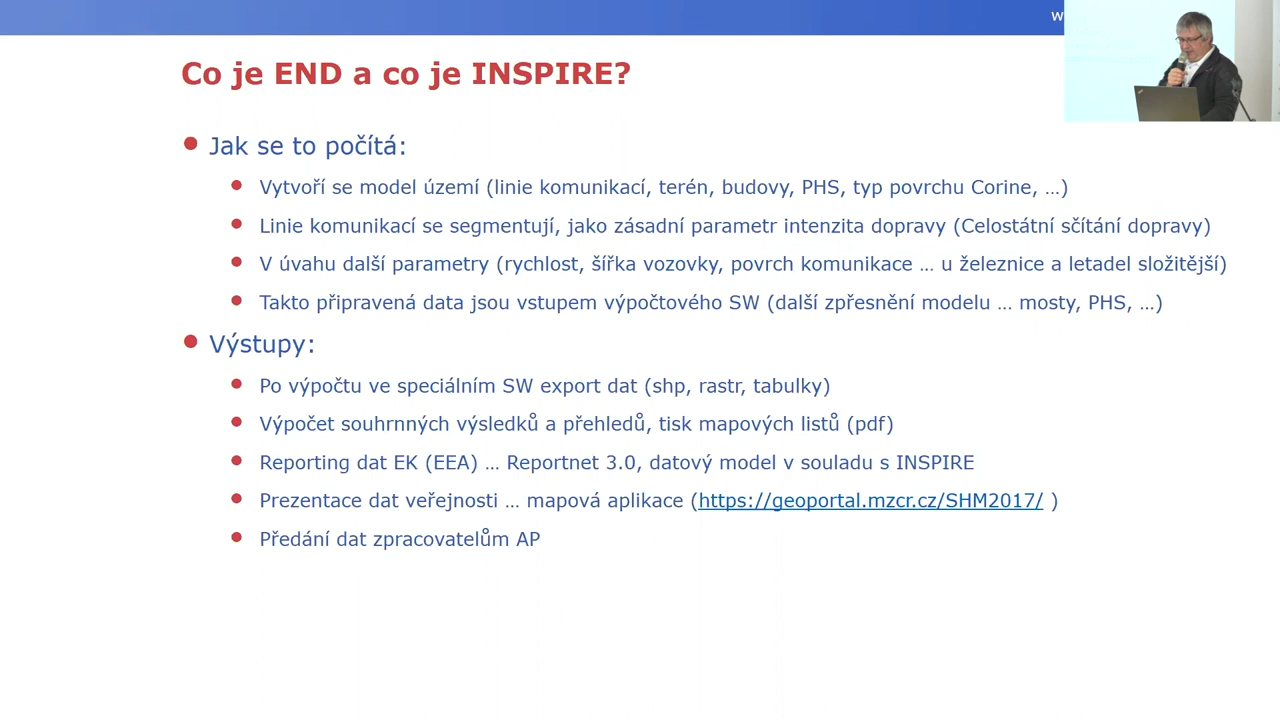 Co je END a co je INSPIRE?
Jak se to počítá:
Vytvoří se model území (linie komunikací, terén, budovy, PHS, typ povrchu Corine, …)
Linie komunikací se segmentují, jako zásadní parametr intenzita dopravy (Celostátní sčítání dopravy)
V úvahu další parametry (rychlost, šířka vozovky, povrch komunikace … u železnice a letadel složitější)
Takto připravená data jsou vstupem výpočtového SW (další zpřesnění modelu … mosty, PHS, …)
Výstupy:
Po výpočtu ve speciálním SW export dat (shp, rastr, tabulky)
Výpočet souhrnných výsledků a přehledů, tisk mapových listů (pdf)
Reporting dat EK (EEA) … Reportnet 3.0, datový model v souladu s INSPIRE
Prezentace dat veřejnosti … mapová aplikace (https://geoportal.mzcr.cz/SHM2017/ )
Předání dat zpracovatelům AP